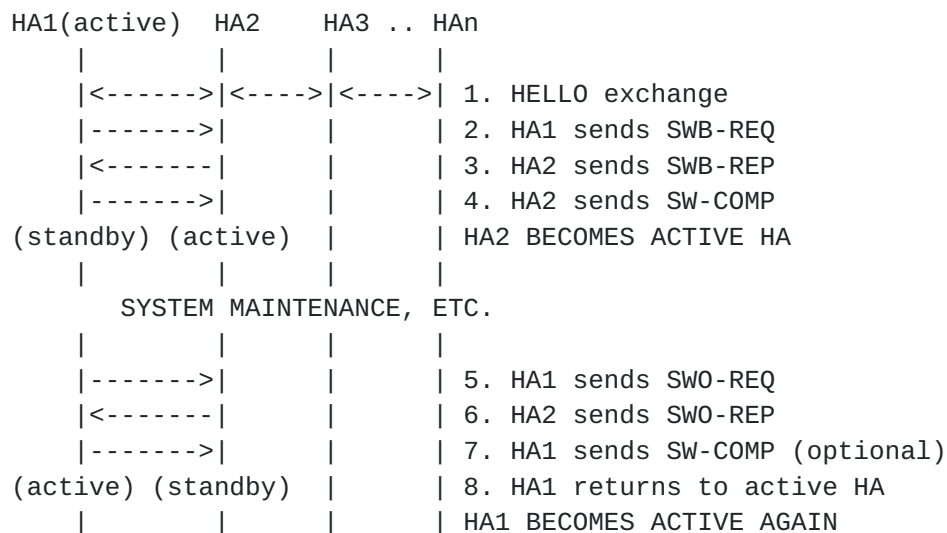 HA1(active)  HA2    HA3 .. HAn
    |        |      |      |
    |<------>|<---->|<---->| 1. HELLO exchange
    |------->|      |      | 2. HA1 sends SWB-REQ
    |<-------|      |      | 3. HA2 sends SWB-REP
    |------->|      |      | 4. HA2 sends SW-COMP
(standby) (active)  |      | HA2 BECOMES ACTIVE HA
    |        |      |      |
      SYSTEM MAINTENANCE, ETC.
    |        |      |      |
    |------->|      |      | 5. HA1 sends SWO-REQ
    |<-------|      |      | 6. HA2 sends SWO-REP
    |------->|      |      | 7. HA1 sends SW-COMP (optional)
(active) (standby)  |      | 8. HA1 returns to active HA
    |        |      |      | HA1 BECOMES ACTIVE AGAIN